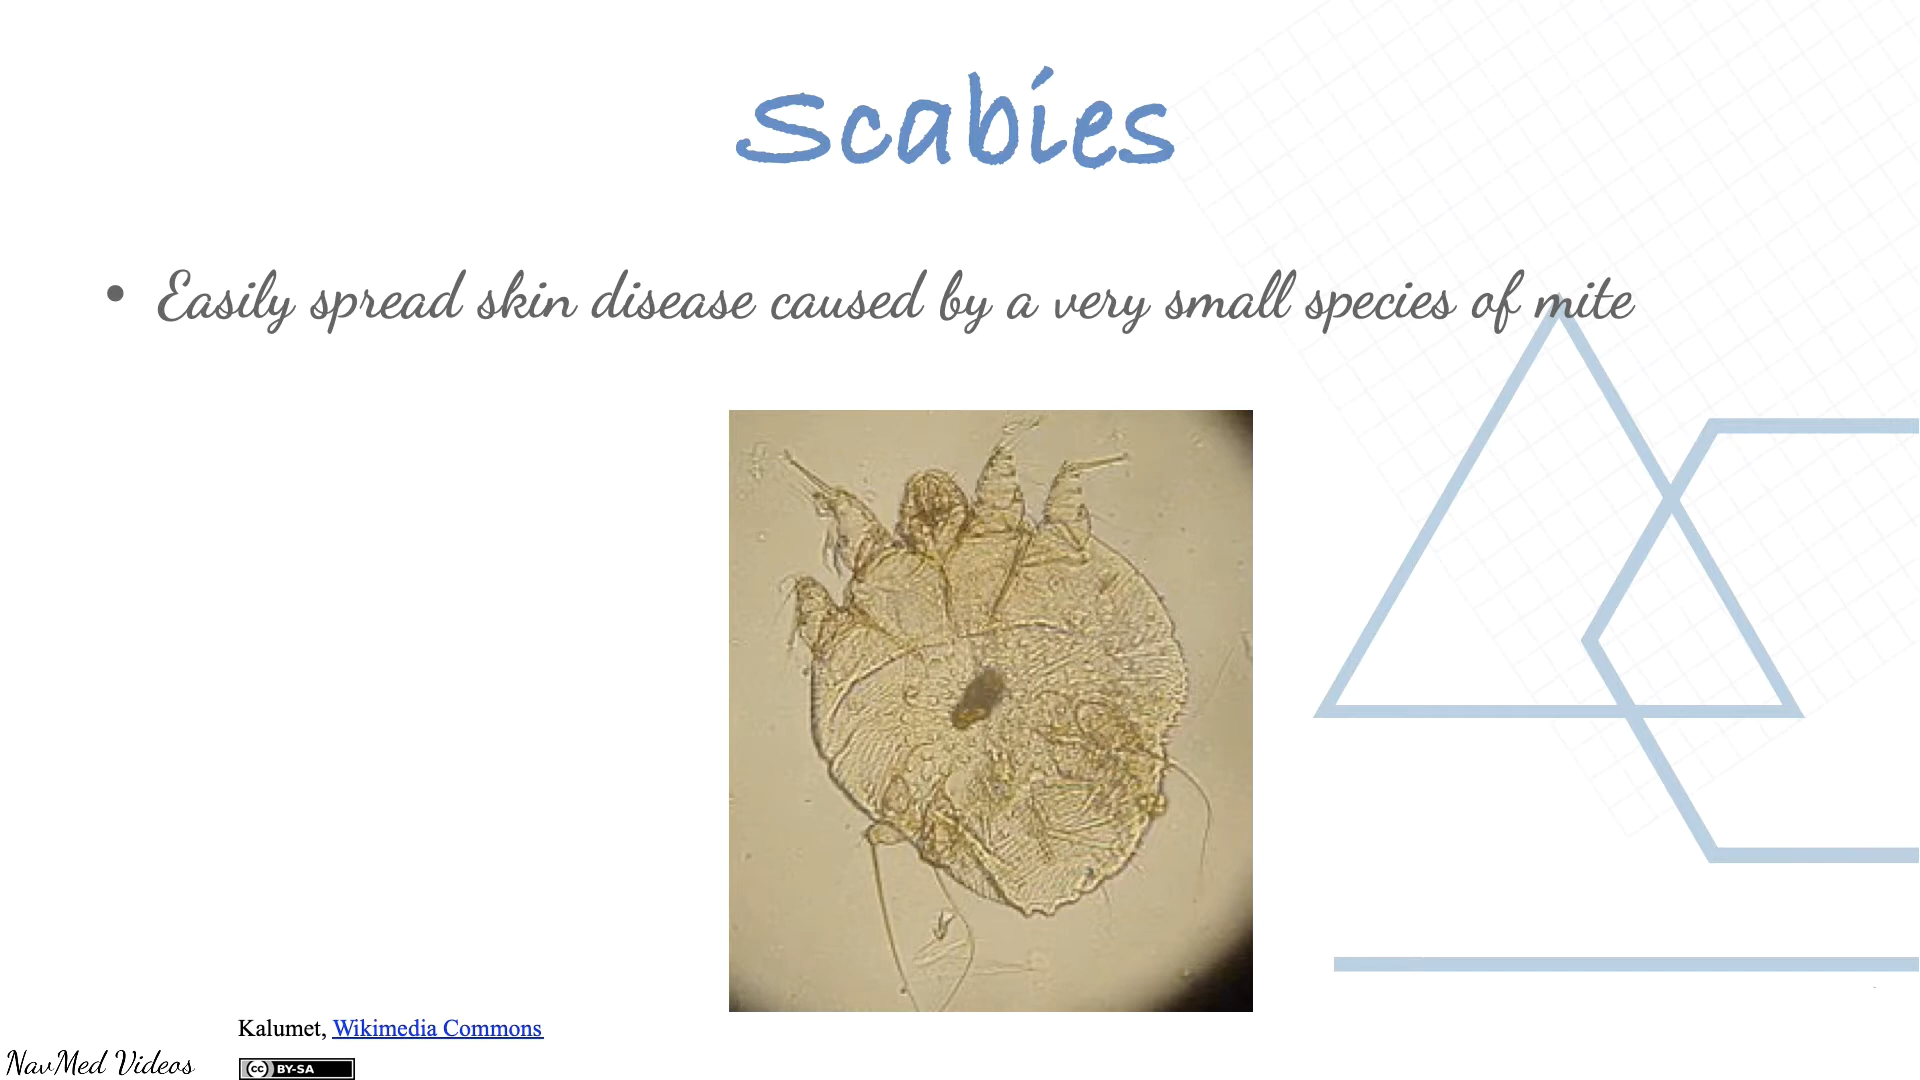 Scabies
• Easily spread skin disease caused by a very small species of mite
Kalumet, Wikimedia Commons
NavMed Videos
cc BY-SA